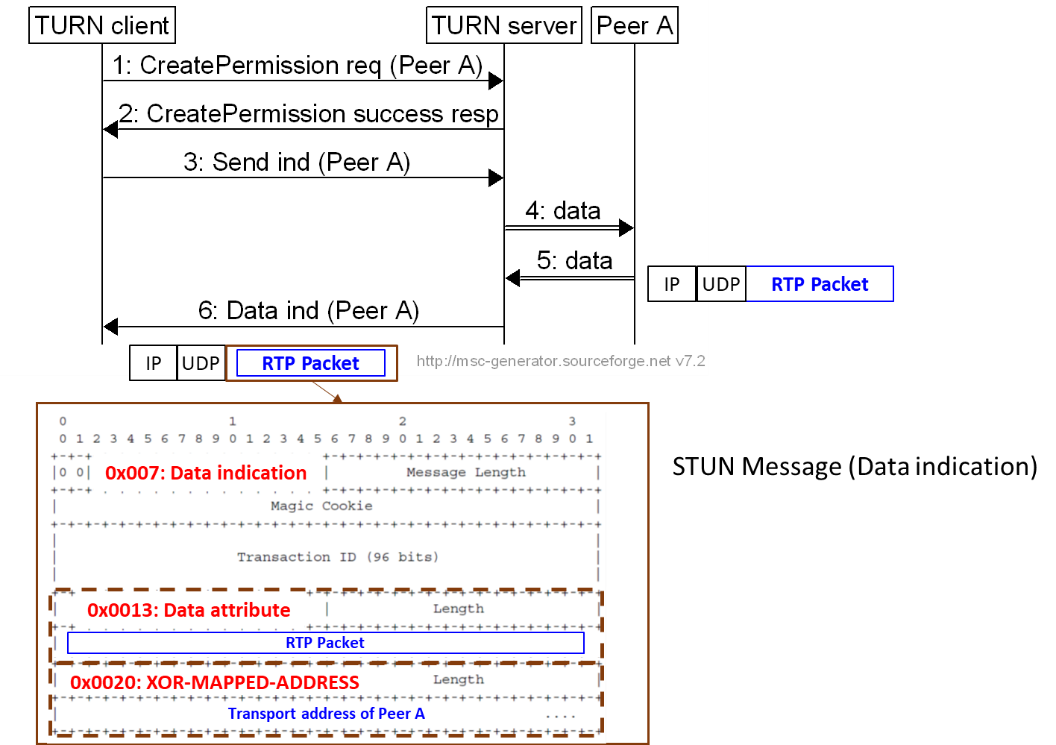 TURN client TURN server Peer A
1: CreatePermission req (Peer A)
2: CreatePermission success resp
3: Send ind (Peer A)
4: data
5: data
IP UDP RTP Packet
6: Data ind (Peer A)
IP UDP RTP Packet
http://msc-generator.sourceforge.net v7.2
0 1 2 3
0 1 2 3 4 5 6 7 8 9 0 1 2 3 4 5 6 7 8 9 0 1 2 3 4 5 6 7 8 9 0 1
0 0 0x007: Data indication Message Length
STUN Message (Data indication)
Magic Cookie
Transaction ID (96 bits)
0x0013: Data attribute Length
RTP Packet
0x0020: XOR-MAPPED-ADDRESS Length
Transport address of Peer A ....